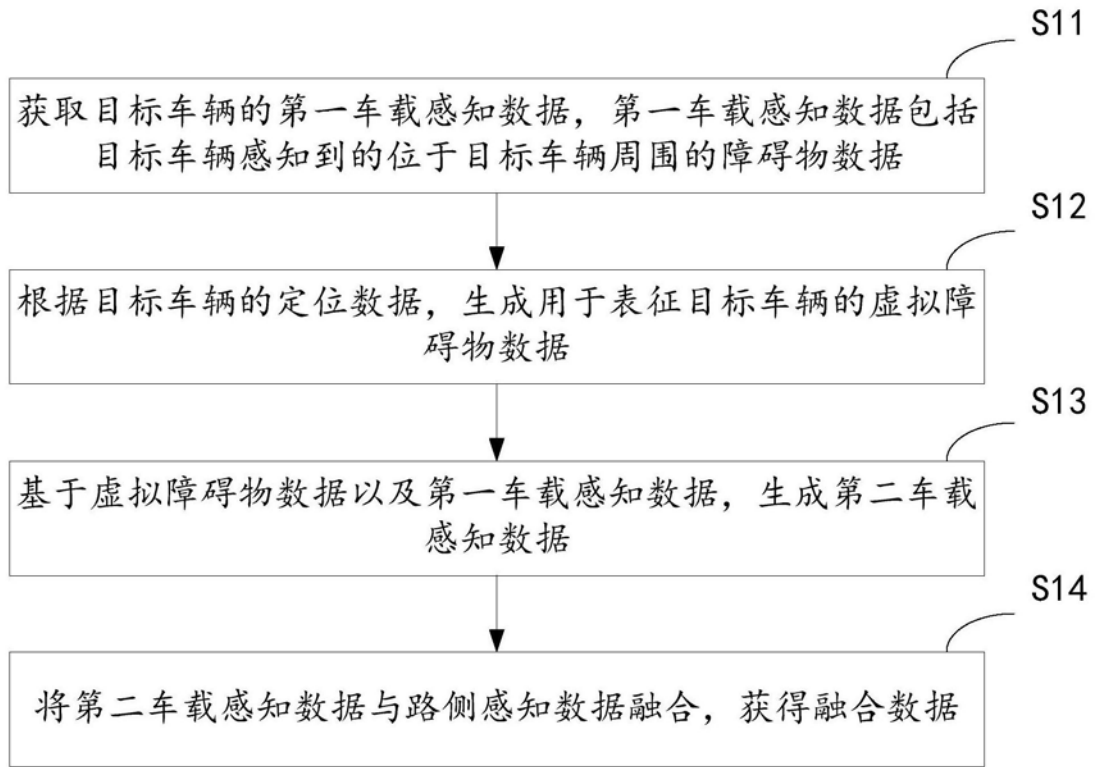 S11
获取目标车辆的第一车载感知数据，第一车载感知数据包括
目标车辆感知到的位于目标车辆周围的障碍物数据
S12
根据目标车辆的定位数据，生成用于表征目标车辆的虚拟障
碍物数据
S13
基于虚拟障碍物数据以及第一车载感知数据，生成第二车载
感知数据
S14
将第二车载感知数据与路侧感知数据融合，获得融合数据